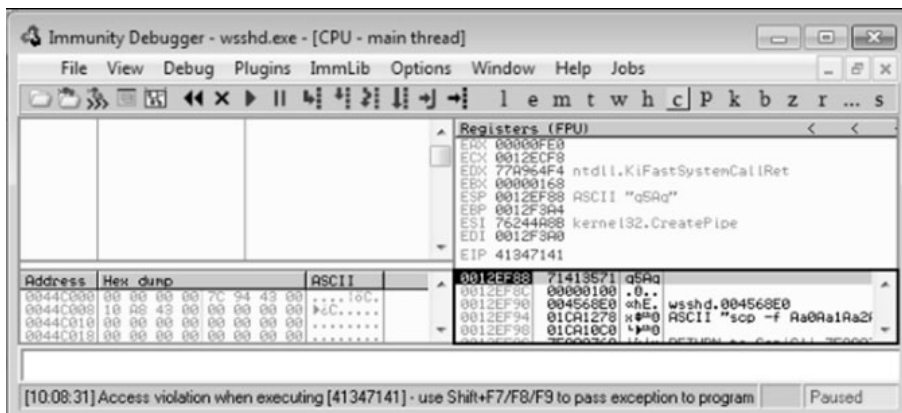 Immunity Debugger - wsshd.exe - [CPU - main thread]
File View Debug Plugins ImmLib Options Window Help Jobs
l e m t w h c P k b z r ... s
Registers (FPU) < <
EAX 00000FE0
ECX 0012ECF8
EDX 77A964F4 ntdll.KiFastSystemCallRet
EBX 00000168
ESP 0012EF88 ASCII "q5Aq"
EBP 0012F3A4
ESI 76244A8B kernel32.CreatePipe
EDI 0012F3A0
EIP 41347141
Address Hex dump ASCII
0044C000 00 00 00 00 7C 94 43 00
0044C008 10 A8 43 00 00 00 00 00
0044C010 00 00 00 00 00 00 00 00
0044C018 00 00 00 00 00 00 00 00
0012EF88 71413571 q5Aq
0012EF8C 00000100 .0..
0012EF90 004568E0 wsshd.004568E0
0012EF94 01CA1278 ASCII "scp -f Aa0Aa1Aa2A
0012EF98 01CA10C0
[10:08:31] Access violation when executing [41347141] - use Shift+F7/F8/F9 to pass exception to program
Paused